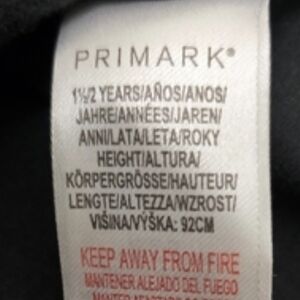 PRIMARK®
1½/2 YEARS/AÑOS/ANOS/
JAHRE/ANNÉES/JAREN/
ANNI/LATA/LETA/ROKY
HEIGHT/ALTURA/
KÖRPERGRÖSSE/HAUTEUR/
LENGTE/ALTEZZA/WZROST/
VIŠINA/VÝŠKA: 92CM
KEEP AWAY FROM FIRE
MANTENER ALEJADO DEL FUEGO